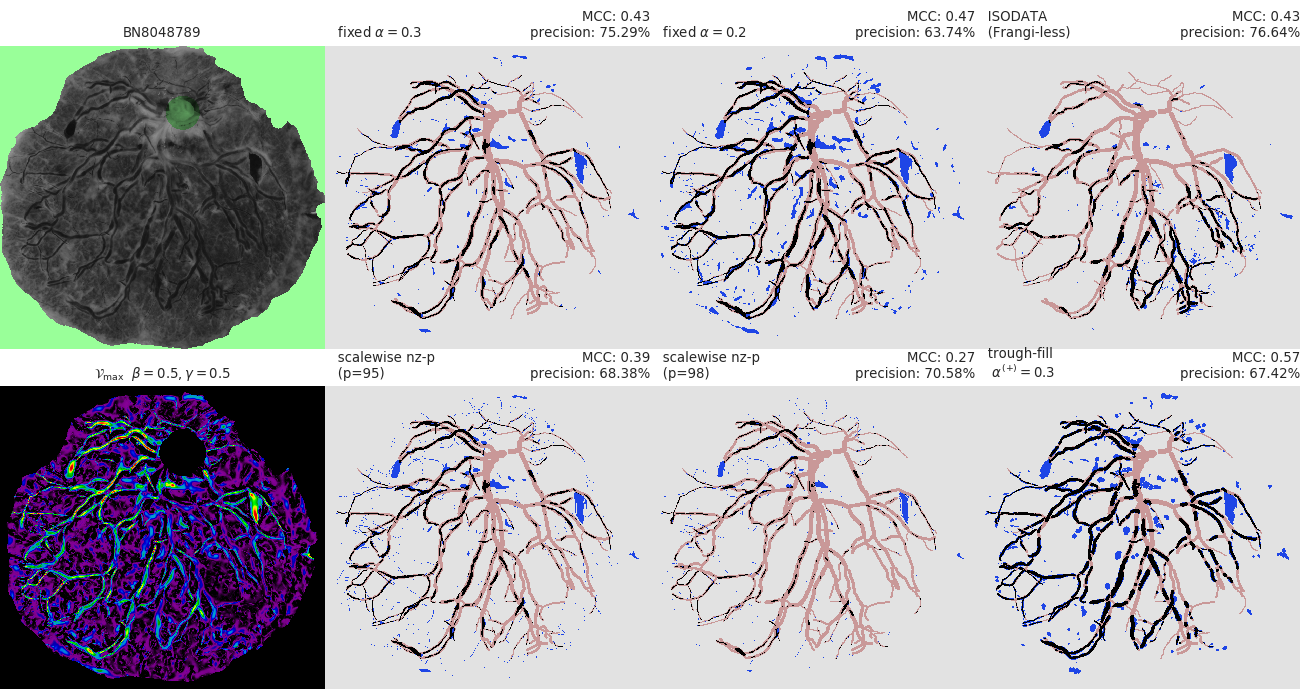 BN8048789
fixed α = 0.3
MCC: 0.43
precision: 75.29%
fixed α = 0.2
MCC: 0.47
precision: 63.74%
ISODATA
(Frangi-less)
MCC: 0.43
precision: 76.64%
𝒱max β = 0.5, γ = 0.5
scalewise nz-p
(p=95)
MCC: 0.39
precision: 68.38%
scalewise nz-p
(p=98)
MCC: 0.27
precision: 70.58%
trough-fill
α(+) = 0.3
MCC: 0.57
precision: 67.42%